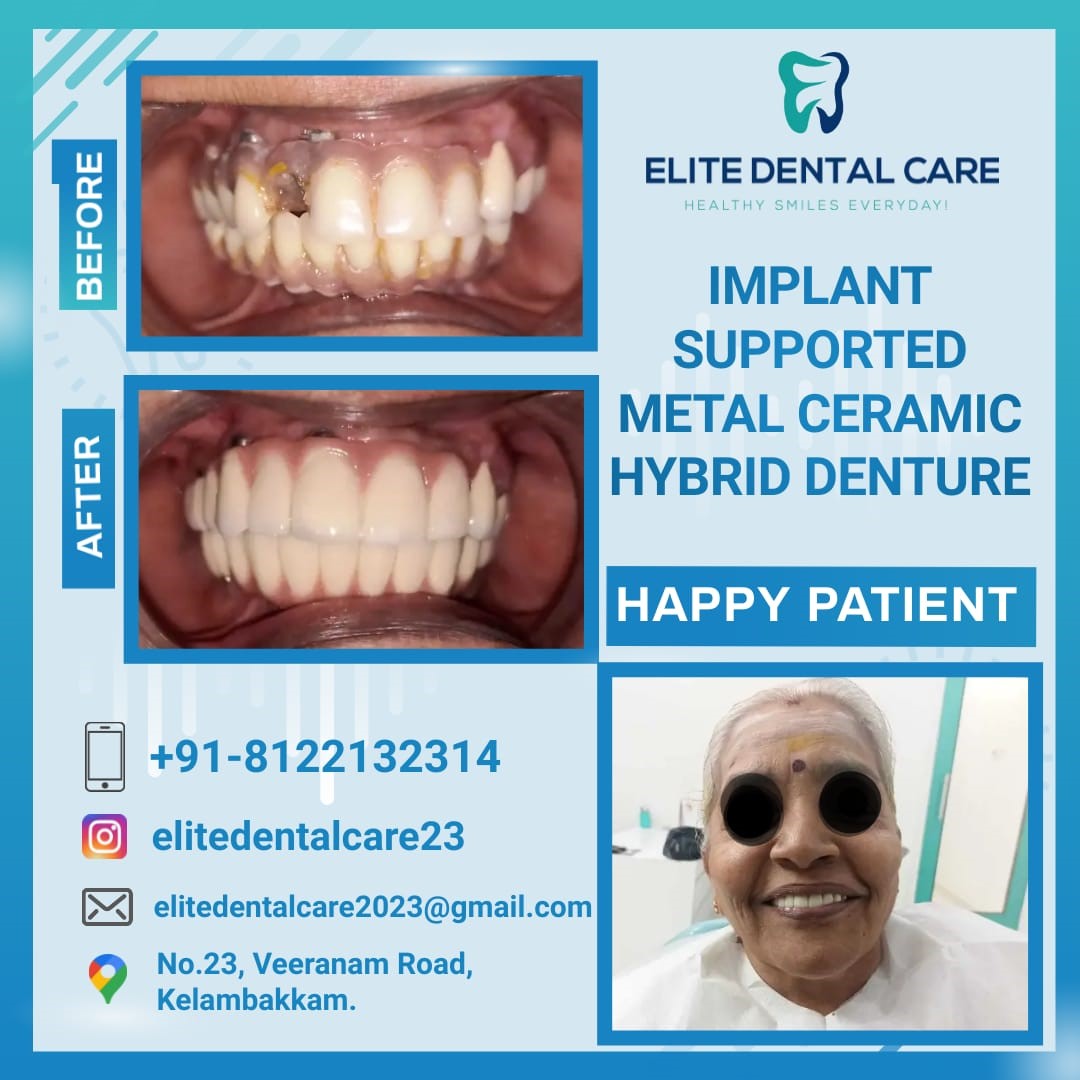 BEFORE
AFTER
ELITE DENTAL CARE
HEALTHY SMILES EVERYDAY!
IMPLANT
SUPPORTED
METAL CERAMIC
HYBRID DENTURE
HAPPY PATIENT
+91-8122132314
elitedentalcare23
elitedentalcare2023@gmail.com
No.23, Veeranam Road,
Kelambakkam.